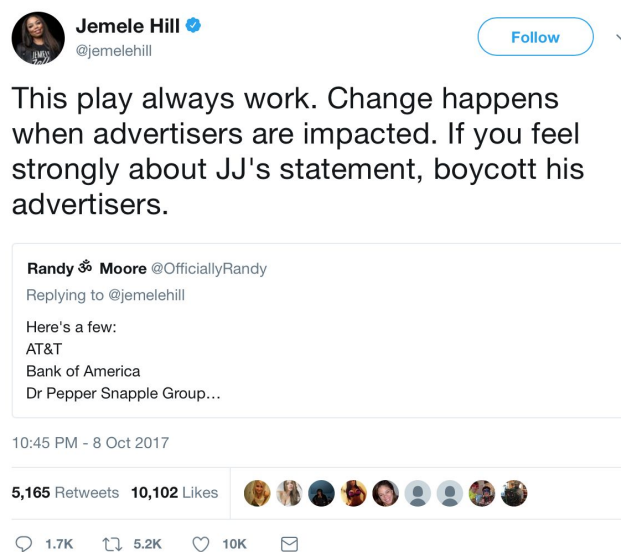 Jemele Hill
@jemelehill
Follow
This play always work. Change happens
when advertisers are impacted. If you feel
strongly about JJ's statement, boycott his
advertisers.
Randy ॐ Moore @OfficiallyRandy
Replying to @jemelehill
Here's a few:
AT&T
Bank of America
Dr Pepper Snapple Group…
10:45 PM - 8 Oct 2017
5,165 Retweets 10,102 Likes
1.7K 5.2K 10K